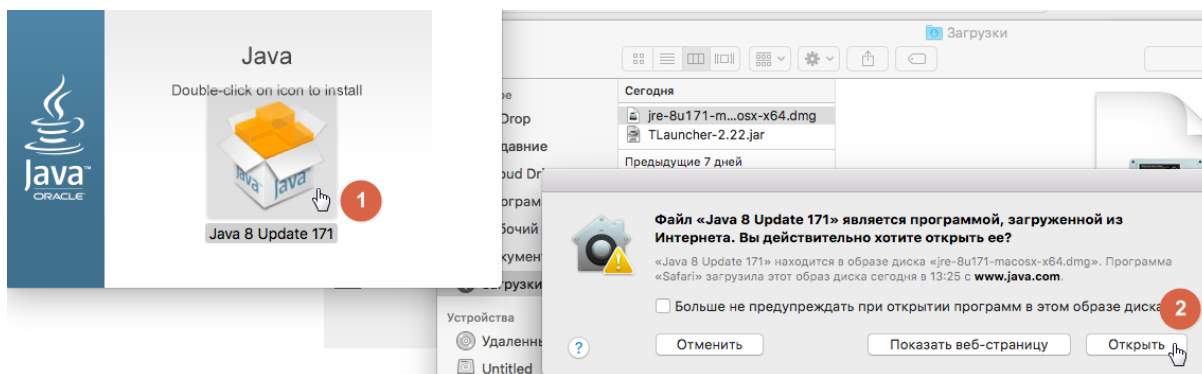 Java
Double-click on icon to install
Java
Java
Java™
ORACLE
1
Java 8 Update 171
Загрузки
Сегодня
jre-8u171-m...osx-x64.dmg
TLauncher-2.22.jar
Предыдущие 7 дней
Устройства
Untitled
Файл «Java 8 Update 171» является программой, загруженной из
Интернета. Вы действительно хотите открыть ее?
«Java 8 Update 171» находится в образе диска «jre-8u171-macosx-x64.dmg». Программа
«Safari» загрузила этот образ диска сегодня в 13:25 с www.java.com.
Больше не предупреждать при открытии программ в этом образе диска
2
?
Отменить
Показать веб-страницу
Открыть